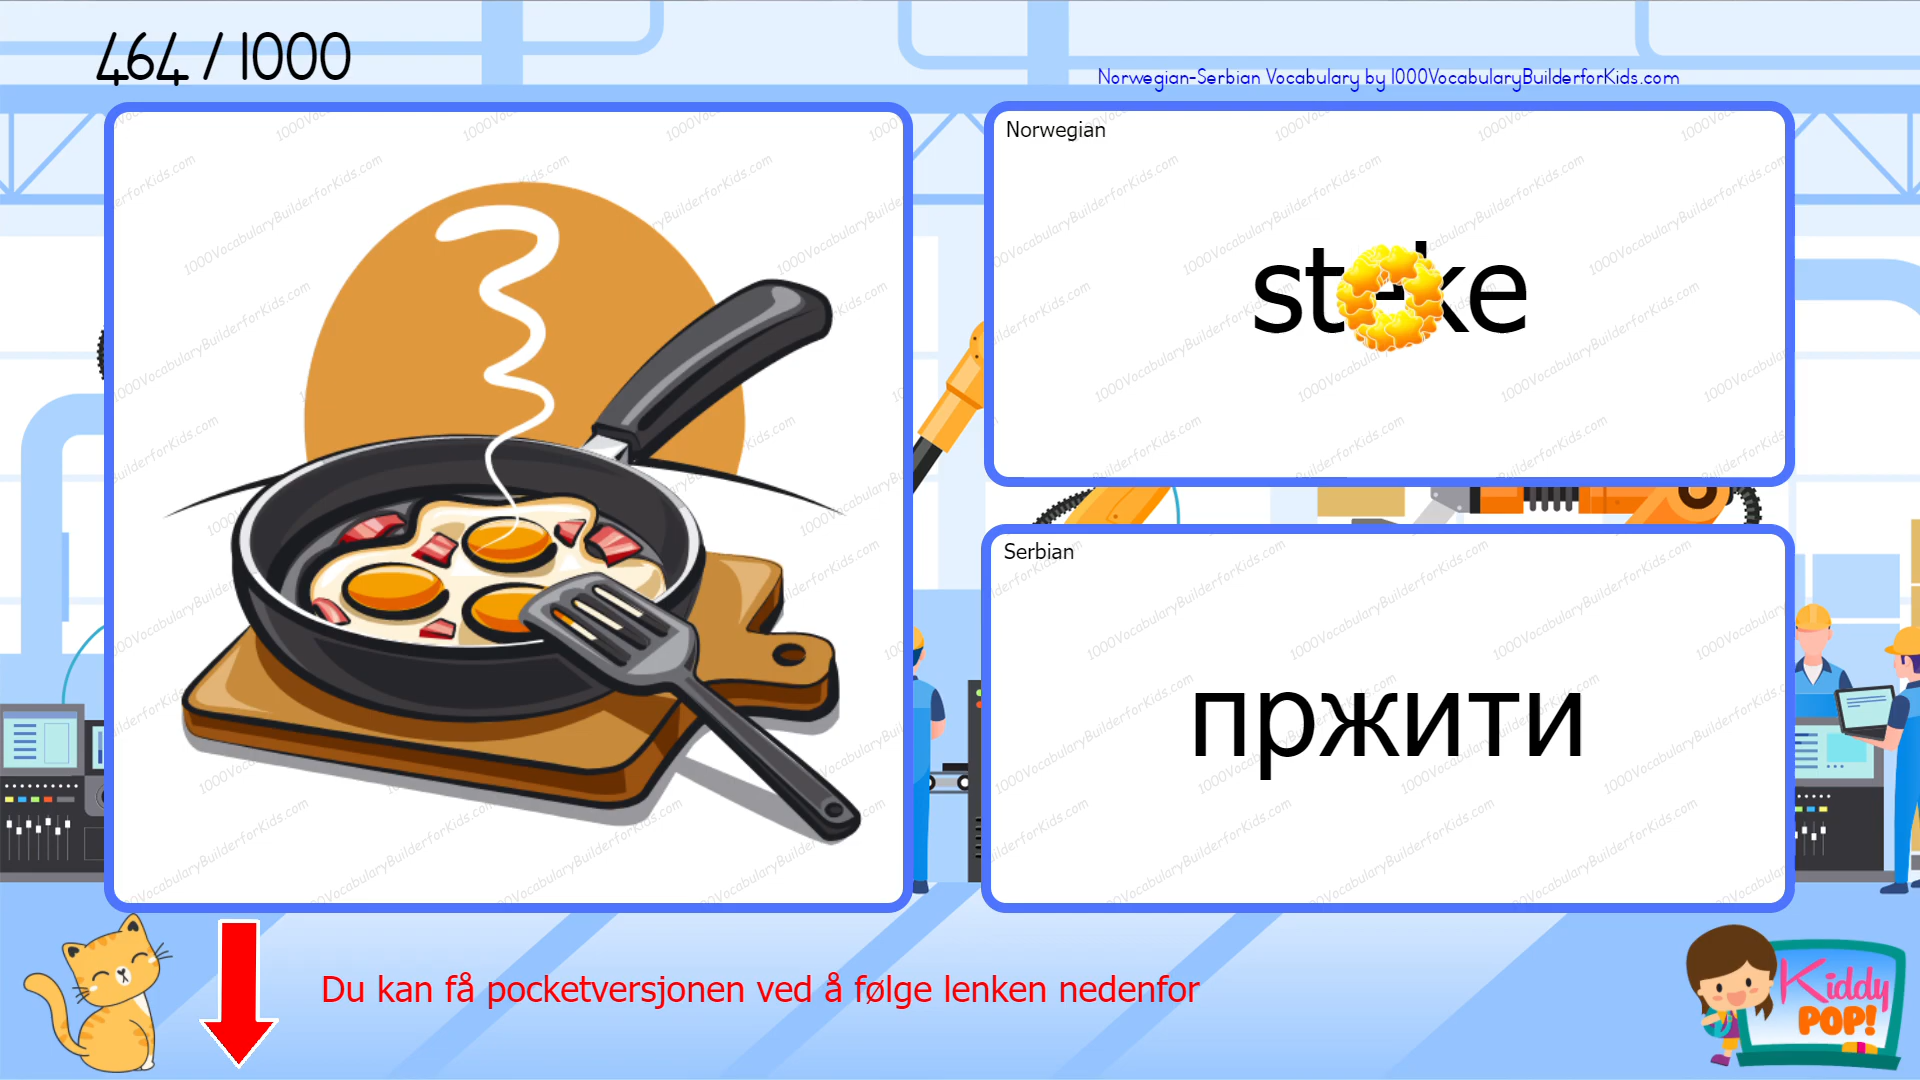 464 / 1000
Norwegian-Serbian Vocabulary by 1000VocabularyBuilderforKids.com
Norwegian
steke
Serbian
пржити
Du kan få pocketversjonen ved å følge lenken nedenfor
Kiddy
POP!